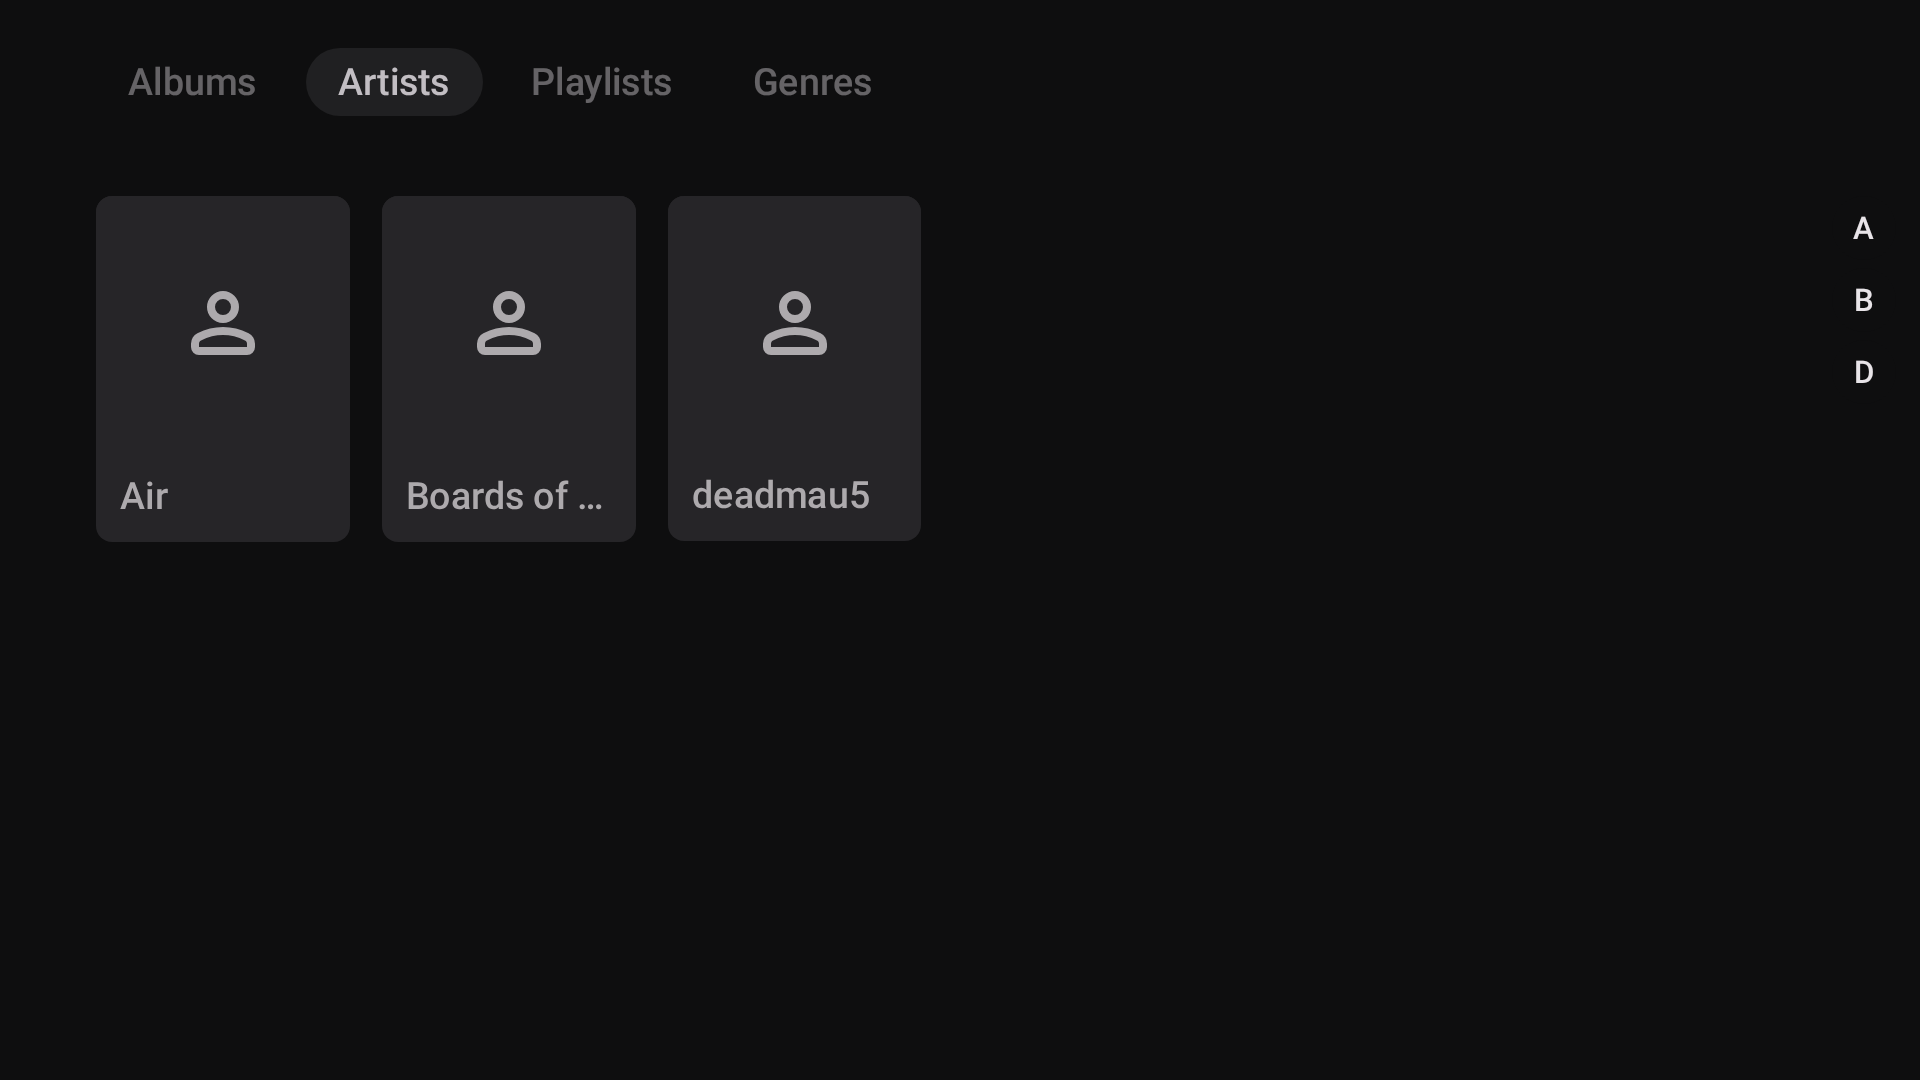 Albums Artists Playlists Genres
Air
Boards of ...
deadmau5
A
B
D